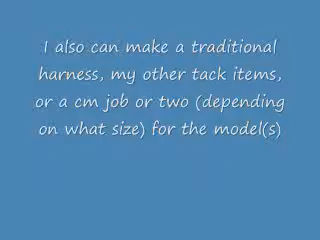 I also can make a traditional
harness, my other tack items,
or a cm job or two (depending
on what size) for the model(s)